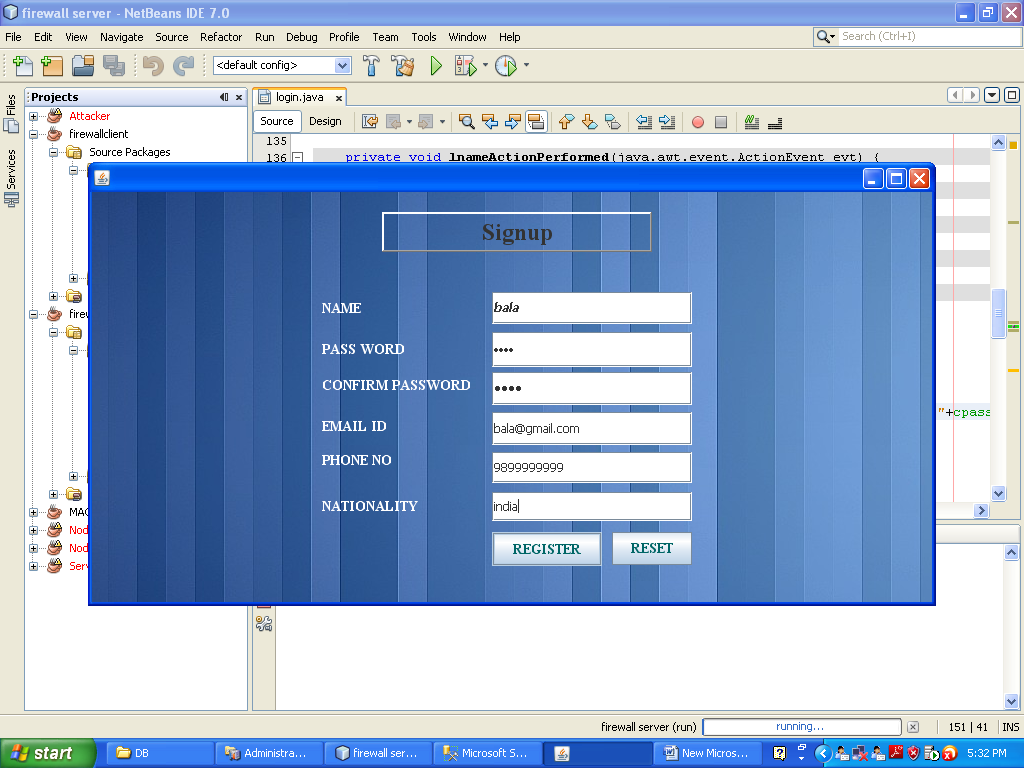 firewall server - NetBeans IDE 7.0
File Edit View Navigate Source Refactor Run Debug Profile Team Tools Window Help
Search (Ctrl+I)
<default config>
Projects
login.java
Files
Services
Source Design
Attacker
firewallclient
Source Packages
135
136 private void lnameActionPerformed(java.awt.event.ActionEvent evt) {
Signup
NAME bala
PASS WORD ••••
CONFIRM PASSWORD ••••
EMAIL ID bala@gmail.com
PHONE NO 9899999999
NATIONALITY india
REGISTER RESET
"+cpass
firewall server (run) running... 151 | 41 INS
start DB Administra... firewall ser... Microsoft S... New Micros... 5:32 PM